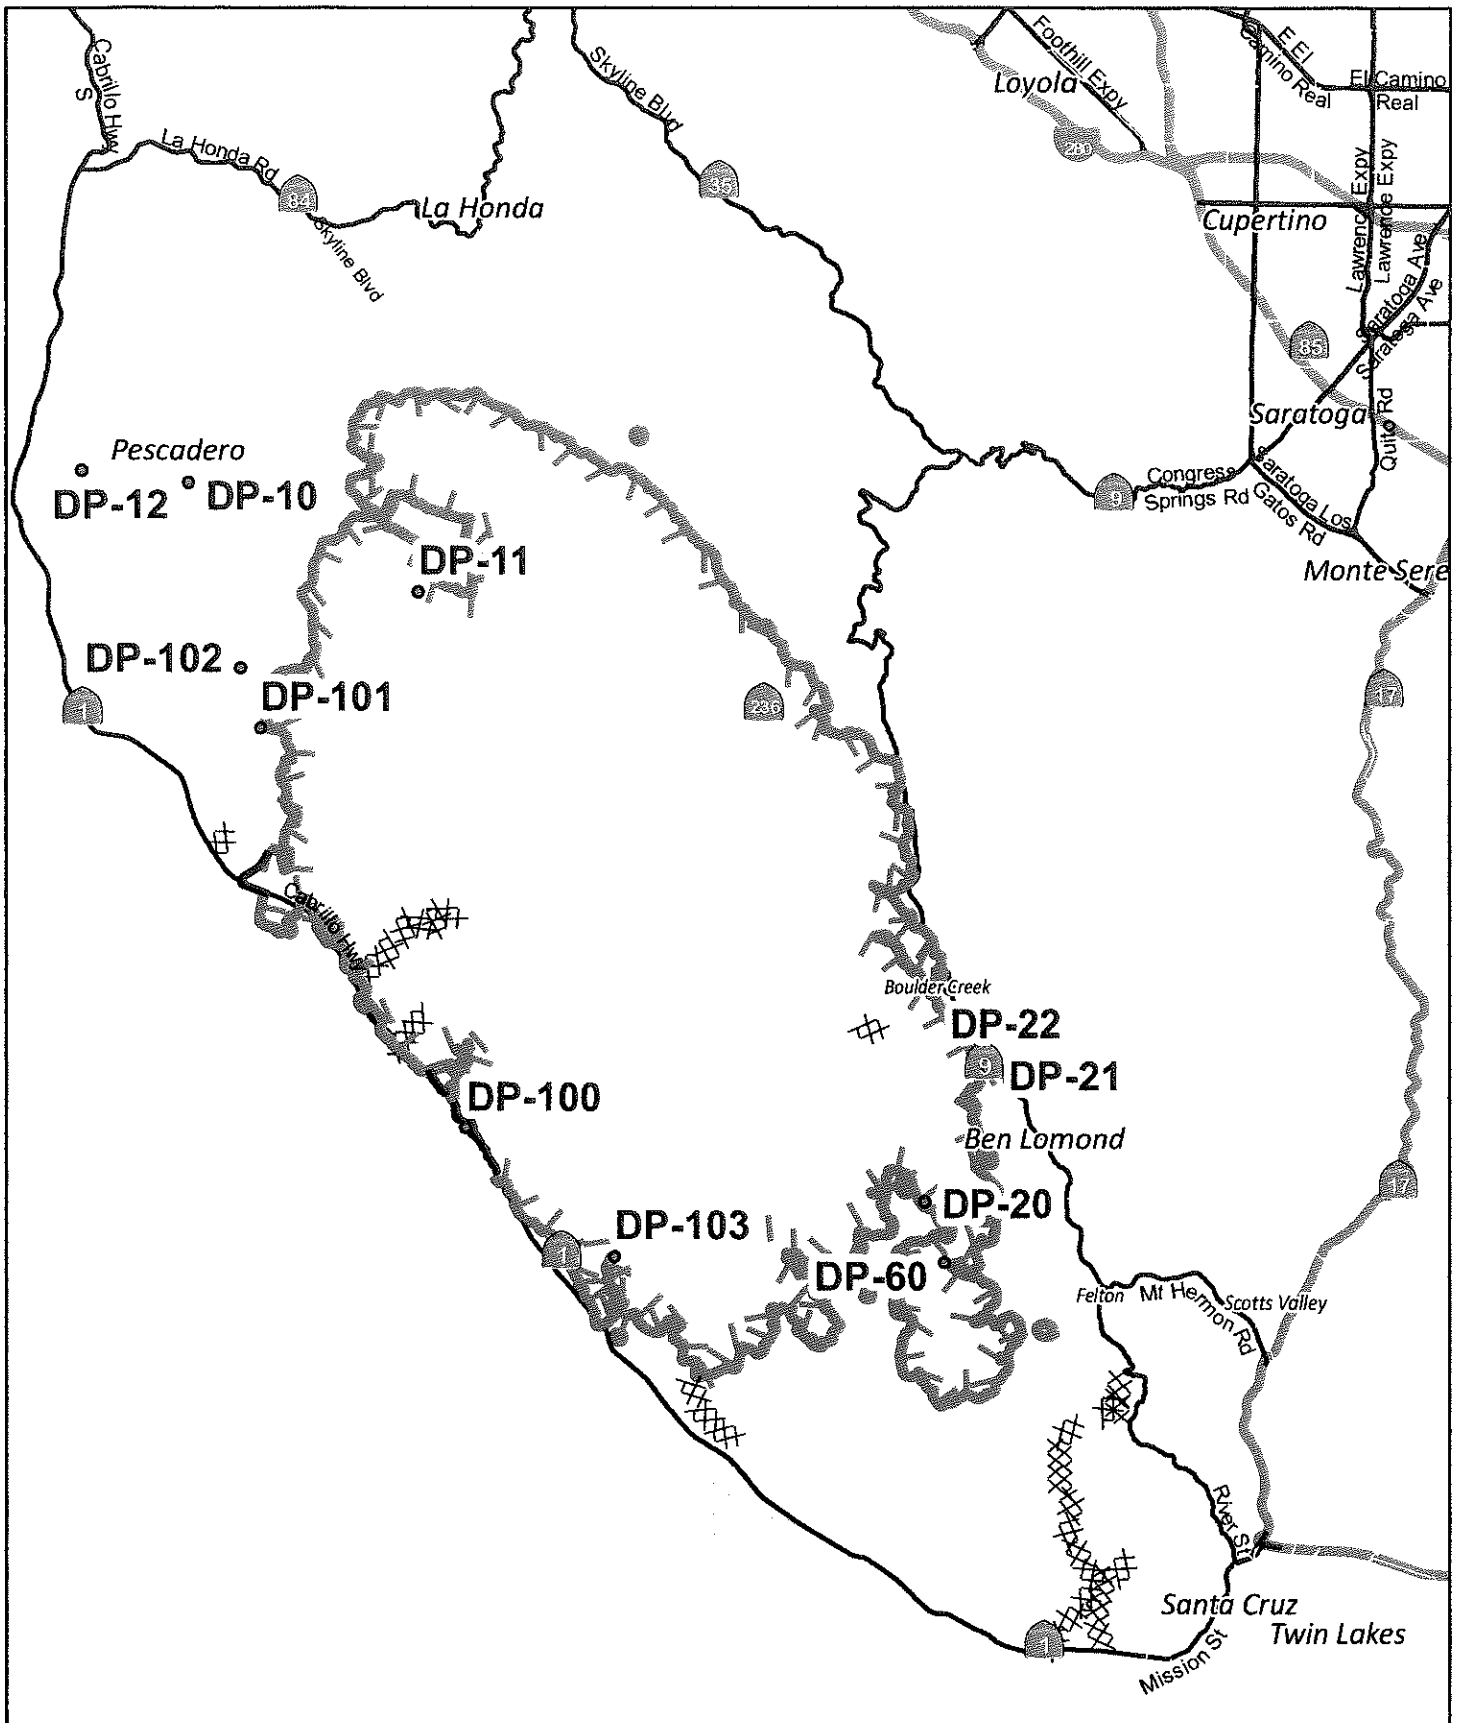 Cabrillo Hwy
S
Skyline Blvd
Foothill Expy
Loyola
E El
Camino Real
El Camino
Real
La Honda Rd
84
La Honda
Skyline Blvd
35
280
Lawrence Expy
Lawrence Expy
Cupertino
Saratoga Ave
Saratoga Ave
85
Saratoga
Quito Rd
Pescadero
DP-12
DP-10
Congress
Springs Rd
9
Saratoga Los
Gatos Rd
DP-11
Monte Sere
DP-102
DP-101
1
236
17
Cabrillo Hwy
Boulder Creek
DP-22
9
DP-21
DP-100
Ben Lomond
17
DP-20
DP-103
1
DP-60
Felton
Mt Hermon Rd
Scotts Valley
River St
Santa Cruz
Twin Lakes
1
Mission St